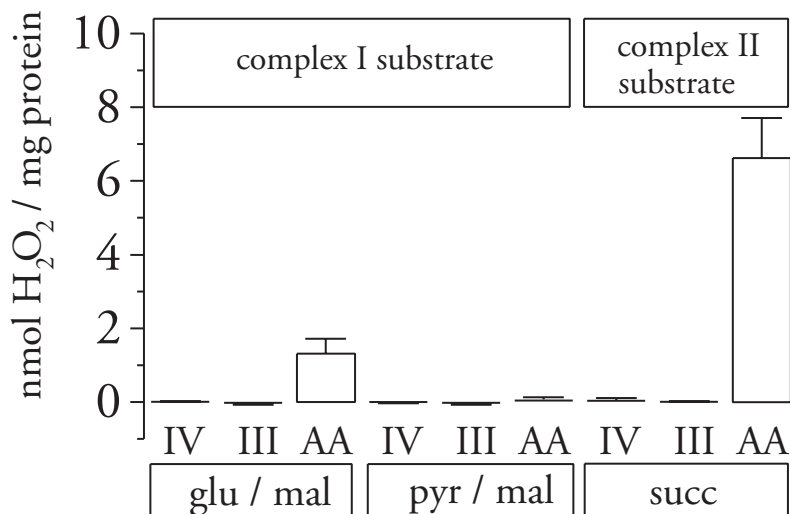 nmol H₂O₂ / mg protein
10
8
6
4
2
0
complex I substrate
complex II
substrate
IV III AA IV III AA IV III AA
glu / mal pyr / mal succ